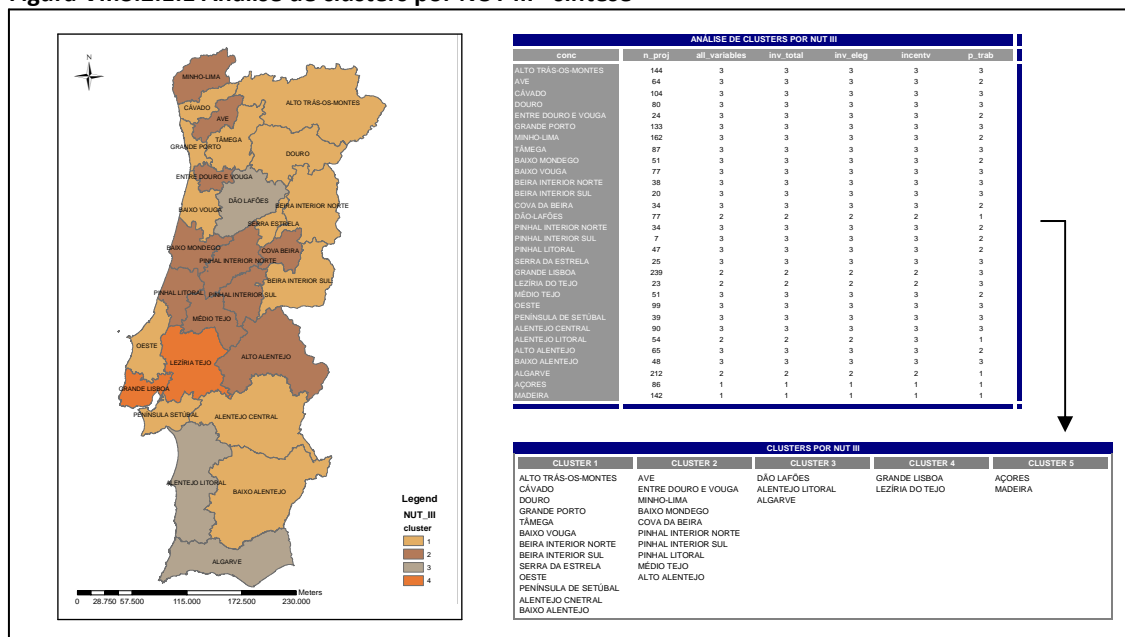 Figura VIII.2.1.1 Análise de clusters por NUT III - síntese
N
MINHO-LIMA
ALTO TRÁS-OS-MONTES
CÁVADO
AVE
TÂMEGA
GRANDE PORTO
DOURO
ENTRE DOURO E VOUGA
DÃO LAFÕES
BEIRA INTERIOR NORTE
BAIXO VOUGA
SERRA ESTRELA
BAIXO MONDEGO
COVA BEIRA
PINHAL INTERIOR NORTE
BEIRA INTERIOR SUL
PINHAL LITORAL
PINHAL INTERIOR SUL
MÉDIO TEJO
OESTE
ALTO ALENTEJO
LEZÍRIA TEJO
GRANDE LISBOA
PENÍNSULA SETÚBAL
ALENTEJO CENTRAL
ALENTEJO LITORAL
BAIXO ALENTEJO
ALGARVE
Legend
NUT_III
cluster
1
2
3
4
Meters
0 28.750 57.500 115.000 172.500 230.000
ANÁLISE DE CLUSTERS POR NUT III
conc n_proj all_variables inv_total inv_eleg incentv p_trab
ALTO TRÁS-OS-MONTES 144 3 3 3 3 3
AVE 64 3 3 3 3 2
CÁVADO 104 3 3 3 3 3
DOURO 80 3 3 3 3 3
ENTRE DOURO E VOUGA 24 3 3 3 3 2
GRANDE PORTO 133 3 3 3 3 3
MINHO-LIMA 162 3 3 3 3 2
TÂMEGA 87 3 3 3 3 3
BAIXO MONDEGO 51 3 3 3 3 2
BAIXO VOUGA 77 3 3 3 3 3
BEIRA INTERIOR NORTE 38 3 3 3 3 3
BEIRA INTERIOR SUL 20 3 3 3 3 3
COVA DA BEIRA 34 3 3 3 3 2
DÃO-LAFÕES 77 2 2 2 2 1
PINHAL INTERIOR NORTE 34 3 3 3 3 2
PINHAL INTERIOR SUL 7 3 3 3 3 2
PINHAL LITORAL 47 3 3 3 3 2
SERRA DA ESTRELA 25 3 3 3 3 3
GRANDE LISBOA 239 2 2 2 2 3
LEZÍRIA DO TEJO 23 2 2 2 2 3
MÉDIO TEJO 51 3 3 3 3 2
OESTE 99 3 3 3 3 3
PENÍNSULA DE SETÚBAL 39 3 3 3 3 3
ALENTEJO CENTRAL 90 3 3 3 3 3
ALENTEJO LITORAL 54 2 2 2 3 1
ALTO ALENTEJO 65 3 3 3 3 2
BAIXO ALENTEJO 48 3 3 3 3 3
ALGARVE 212 2 2 2 2 1
AÇORES 86 1 1 1 1 1
MADEIRA 142 1 1 1 1 1
CLUSTERS POR NUT III
CLUSTER 1 CLUSTER 2 CLUSTER 3 CLUSTER 4 CLUSTER 5
ALTO TRÁS-OS-MONTES AVE DÃO LAFÕES GRANDE LISBOA AÇORES
CÁVADO ENTRE DOURO E VOUGA ALENTEJO LITORAL LEZÍRIA DO TEJO MADEIRA
DOURO MINHO-LIMA ALGARVE
GRANDE PORTO BAIXO MONDEGO
TÂMEGA COVA DA BEIRA
BAIXO VOUGA PINHAL INTERIOR NORTE
BEIRA INTERIOR NORTE PINHAL INTERIOR SUL
BEIRA INTERIOR SUL PINHAL LITORAL
SERRA DA ESTRELA MÉDIO TEJO
OESTE ALTO ALENTEJO
PENÍNSULA DE SETÚBAL
ALENTEJO CNETRAL
BAIXO ALENTEJO